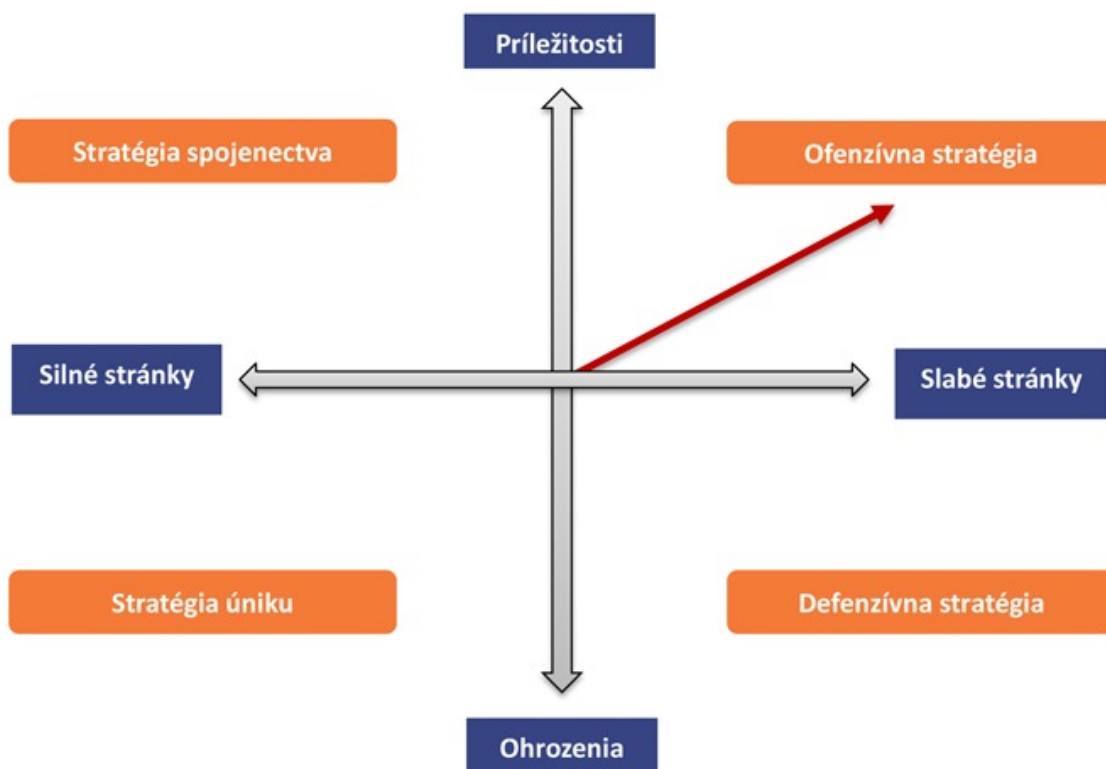 Príležitosti
Stratégia spojenectva
Ofenzívna stratégia
Silné stránky
Slabé stránky
Stratégia úniku
Defenzívna stratégia
Ohrozenia